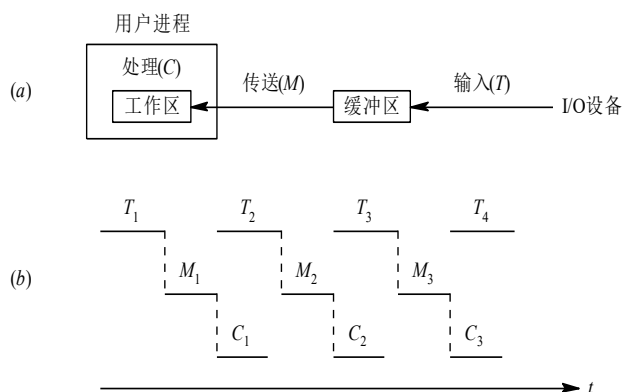 用户进程
处理(C)
(a) 工作区 传送(M) 缓冲区 输入(T) I/O设备
T₁ T₂ T₃ T₄
(b) M₁ M₂ M₃
C₁ C₂ C₃
t